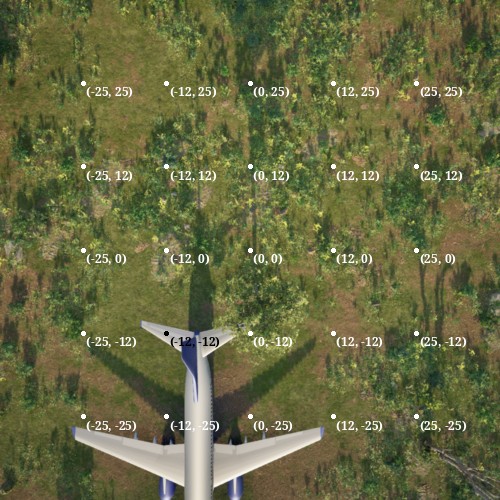 (-25, 25) (-12, 25) (0, 25) (12, 25) (25, 25)
(-25, 12) (-12, 12) (0, 12) (12, 12) (25, 12)
(-25, 0) (-12, 0) (0, 0) (12, 0) (25, 0)
(-25, -12) (-12, -12) (0, -12) (12, -12) (25, -12)
(-25, -25) (-12, -25) (0, -25) (12, -25) (25, -25)